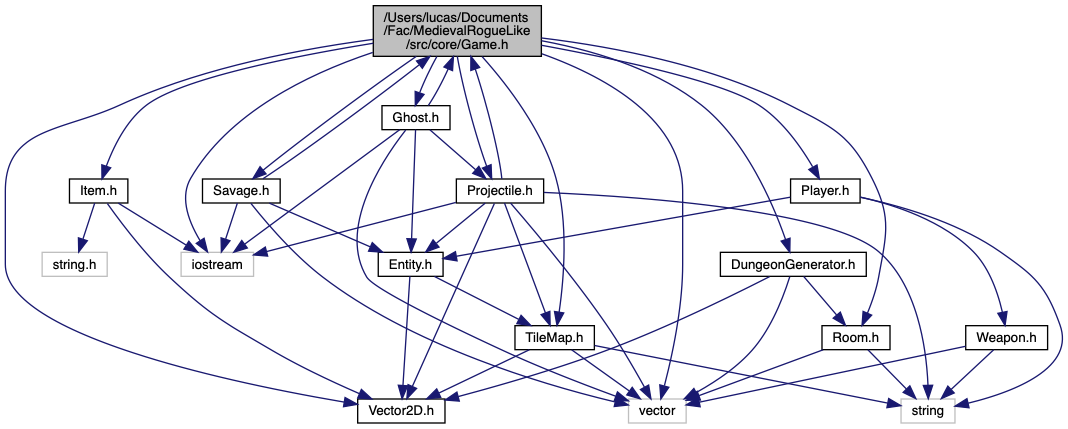 /Users/lucas/Documents
/Fac/MedievalRogueLike
/src/core/Game.h
Ghost.h
Item.h
Savage.h
Projectile.h
Player.h
string.h
iostream
Entity.h
DungeonGenerator.h
TileMap.h
Room.h
Weapon.h
Vector2D.h
vector
string